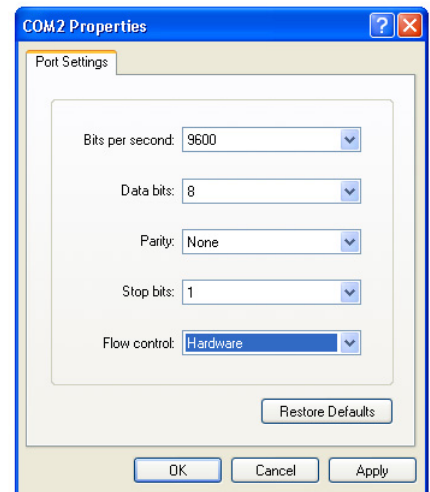 COM2 Properties
Port Settings
Bits per second: 9600
Data bits: 8
Parity: None
Stop bits: 1
Flow control: Hardware
Restore Defaults
OK Cancel Apply